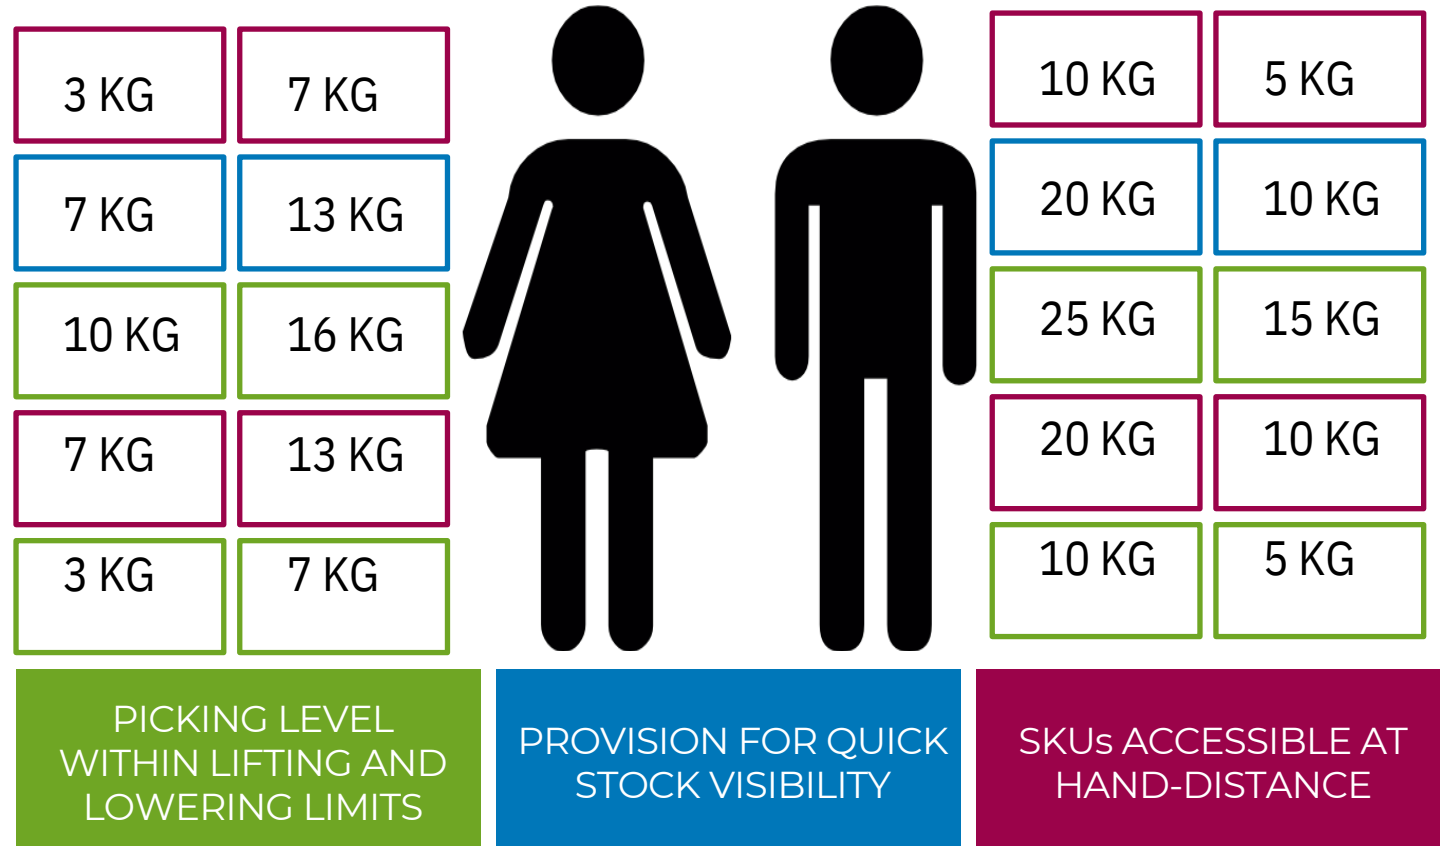 3 KG
7 KG
7 KG
13 KG
10 KG
16 KG
7 KG
13 KG
3 KG
7 KG
10 KG
5 KG
20 KG
10 KG
25 KG
15 KG
20 KG
10 KG
10 KG
5 KG
PICKING LEVEL
WITHIN LIFTING AND
LOWERING LIMITS
PROVISION FOR QUICK
STOCK VISIBILITY
SKUs ACCESSIBLE AT
HAND-DISTANCE